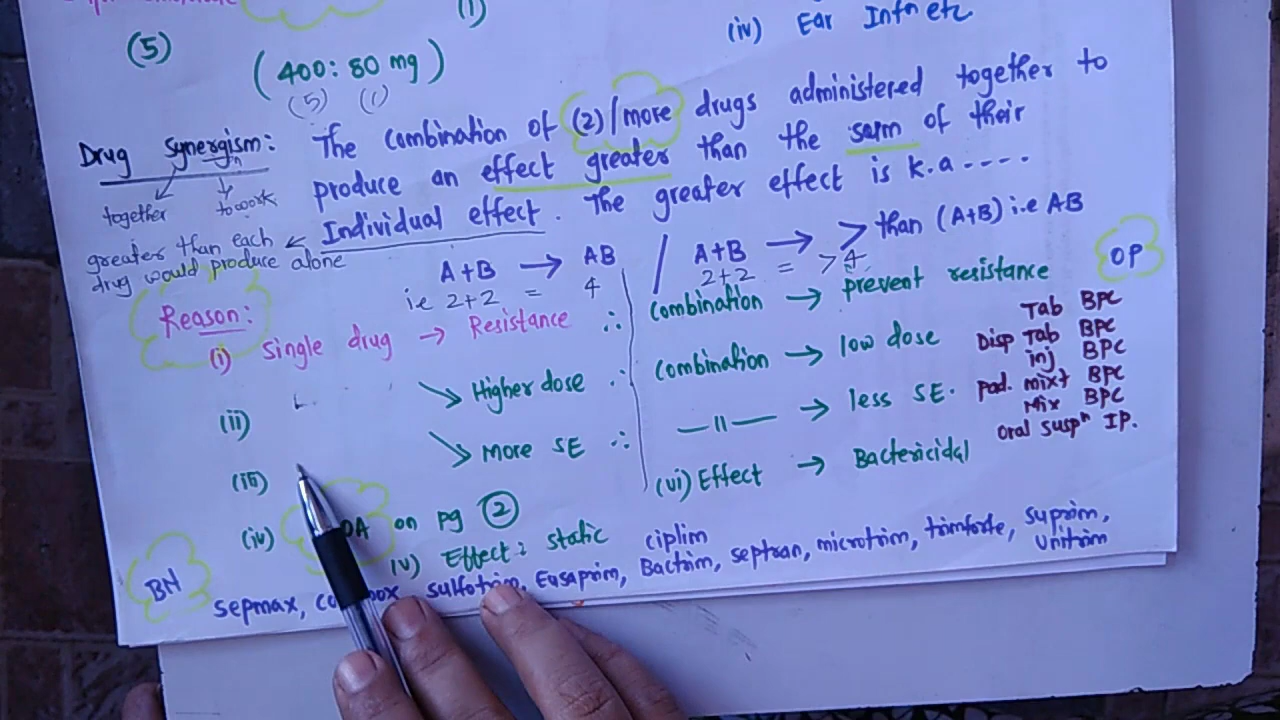 (i)
(iv) Ear Infn etc
(5)
(400: 80 mg)
(5) (1)
Drug Synergism:
together
to work
The combination of (2)/more drugs administered together to
produce an effect greater than the sum of their
Individual effect. The greater effect is k.a ----.
greater than each
drug would produce alone
A+B → AB
i.e 2+2 = 4
A+B → > than (A+B) i.e AB
2+2 = >4
OP
Reason:
(i) Single drug → Resistance ∴
combination → prevent resistance
(ii) ↘ Higher dose ∴
combination → low dose
(iii) ↘ More SE ∴
—11— → less SE.
(iv) OA on pg 2
(v) Effect: static
(vi) Effect → Bactericidal
Tab BPC
Disp Tab BPC
inj BPC
pad. mixt BPC
Mix BPC
Oral suspn IP.
BN
ciplim
sepmax, sulfotrim, Eusaprim, Bactrim, septran, microtrim, trimforte, suprim,
Unitrim